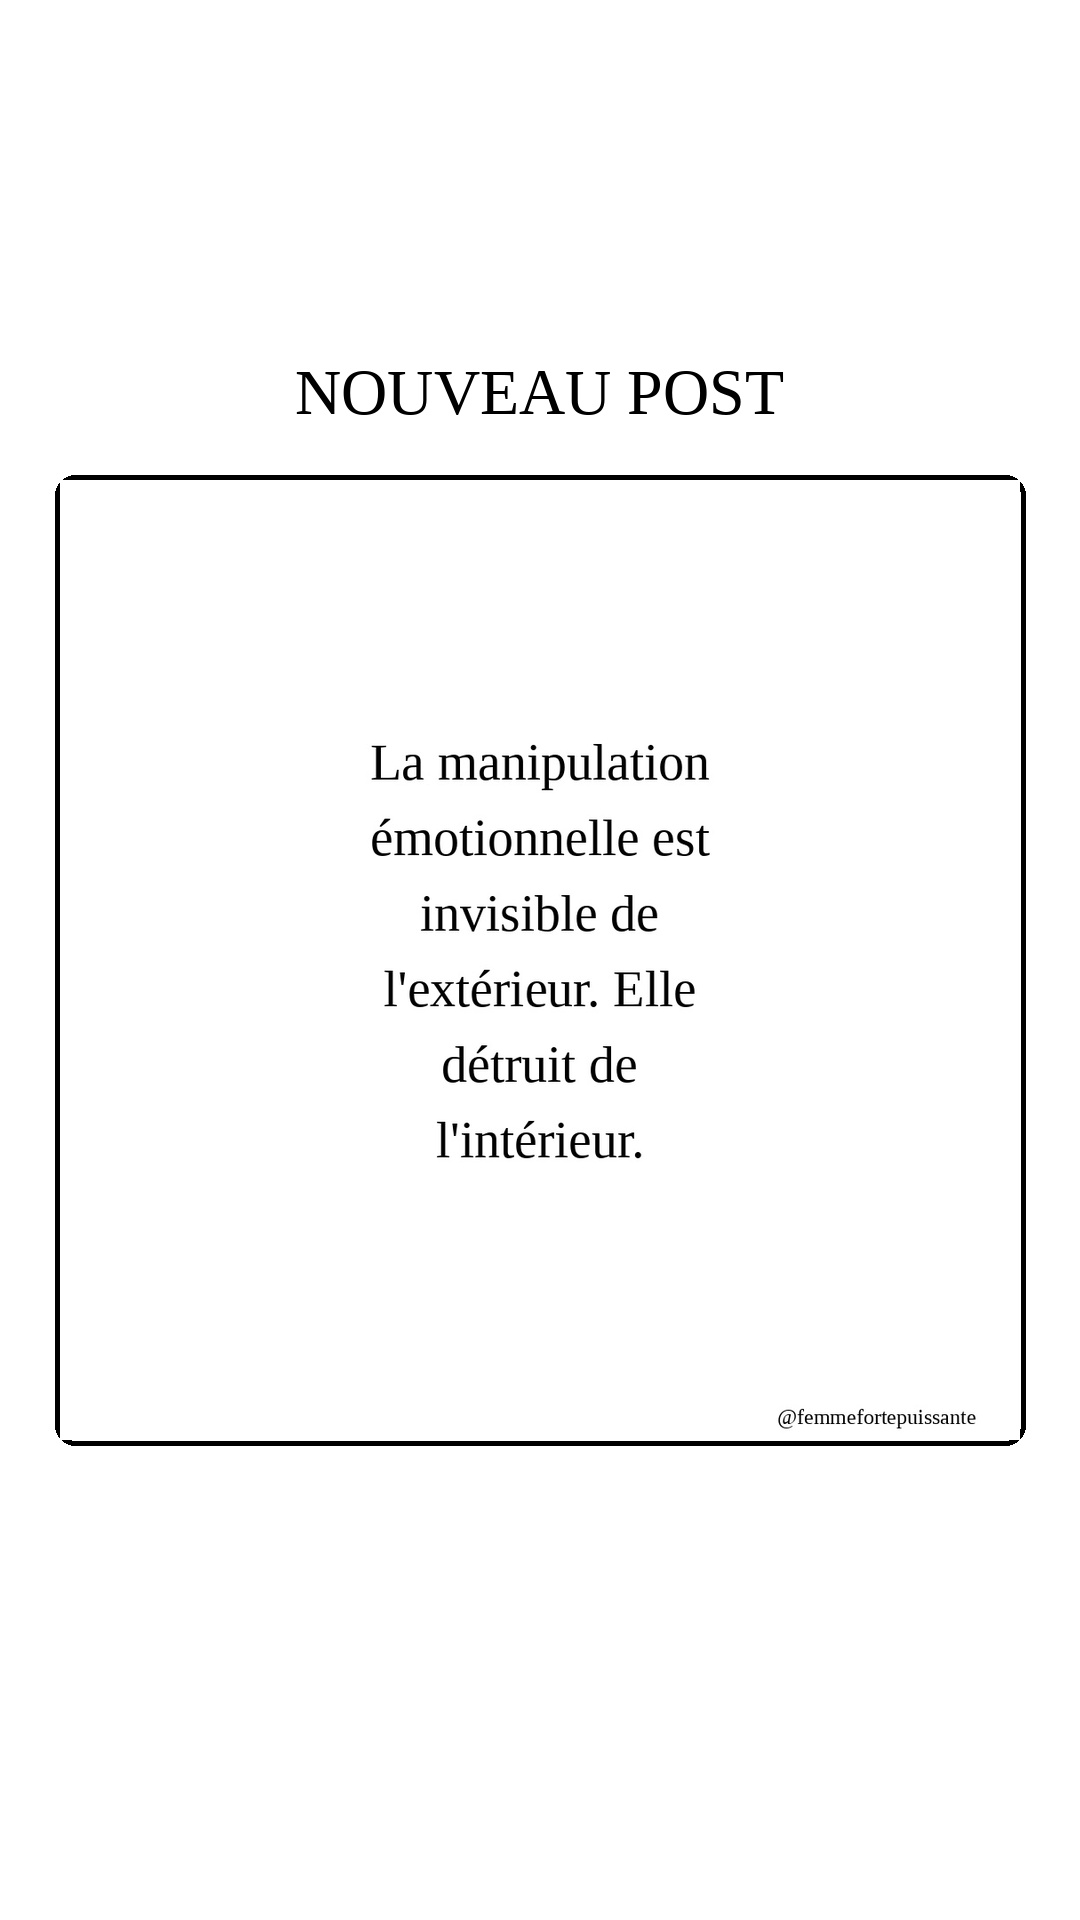 NOUVEAU POST
La manipulation
émotionnelle est
invisible de
l'extérieur. Elle
détruit de
l'intérieur.
@femmefortepuissante